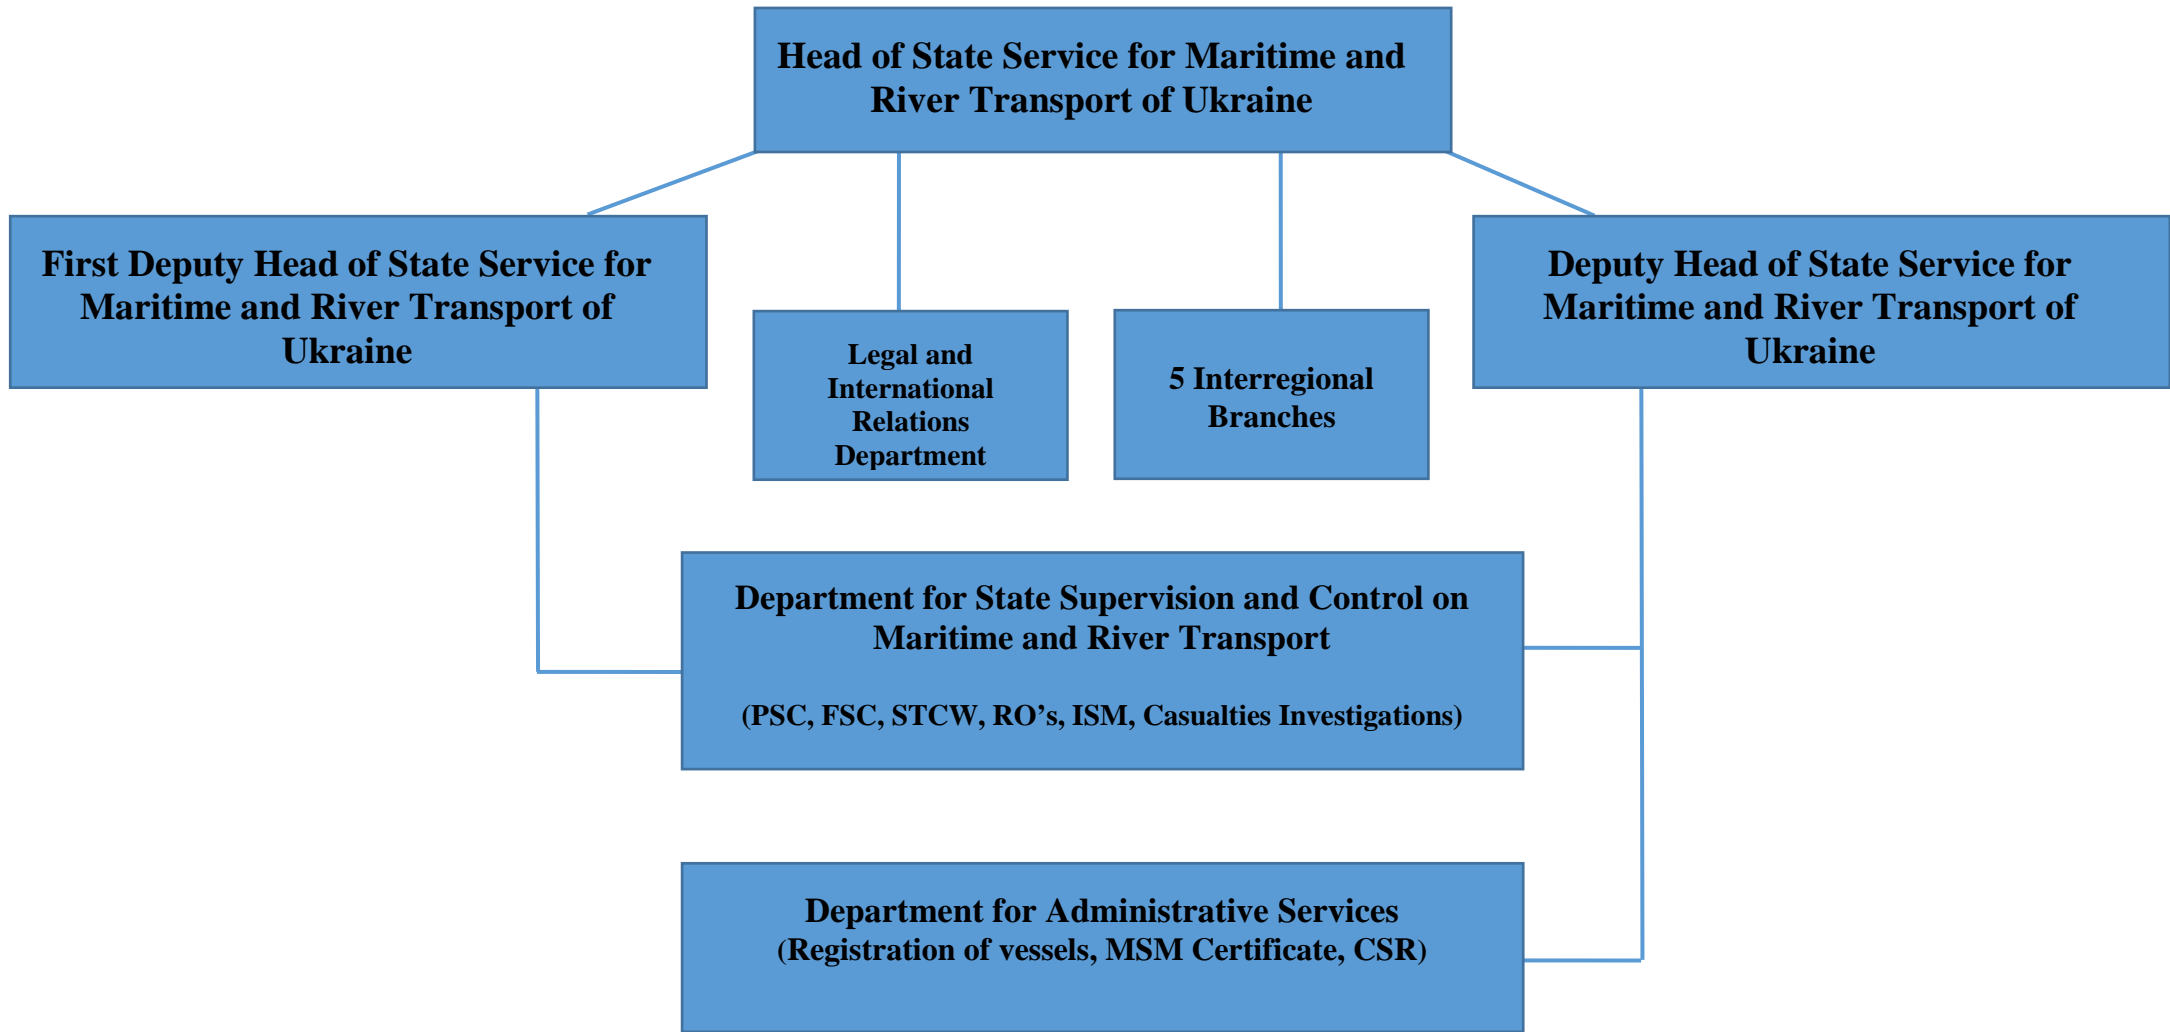 Head of State Service for Maritime and
River Transport of Ukraine
First Deputy Head of State Service for
Maritime and River Transport of
Ukraine
Legal and
International
Relations
Department
5 Interregional
Branches
Deputy Head of State Service for
Maritime and River Transport of
Ukraine
Department for State Supervision and Control on
Maritime and River Transport
(PSC, FSC, STCW, RO’s, ISM, Casualties Investigations)
Department for Administrative Services
(Registration of vessels, MSM Certificate, CSR)